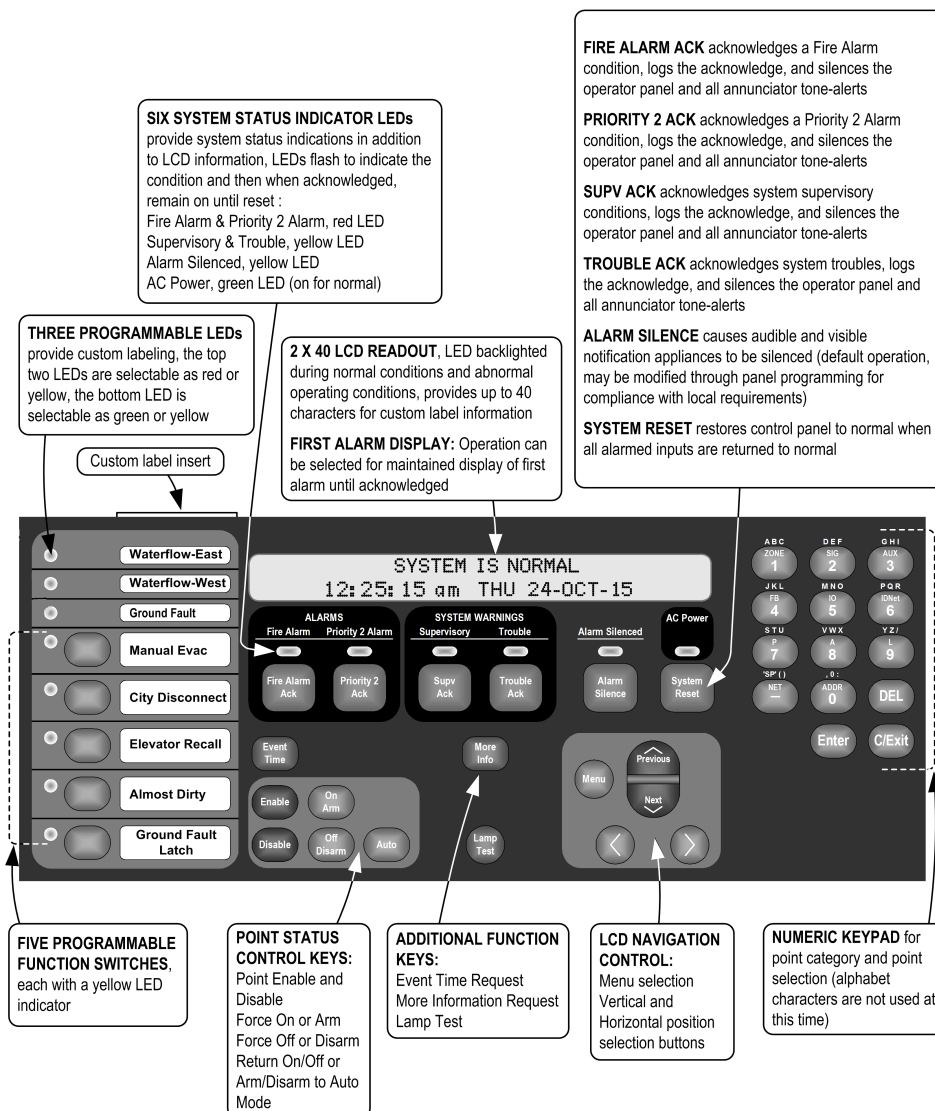 FIRE ALARM ACK acknowledges a Fire Alarm
condition, logs the acknowledge, and silences the
operator panel and all annunciator tone-alerts
PRIORITY 2 ACK acknowledges a Priority 2 Alarm
condition, logs the acknowledge, and silences the
operator panel and all annunciator tone-alerts
SUPV ACK acknowledges system supervisory
conditions, logs the acknowledge, and silences the
operator panel and all annunciator tone-alerts
TROUBLE ACK acknowledges system troubles, logs
the acknowledge, and silences the operator panel and
all annunciator tone-alerts
ALARM SILENCE causes audible and visible
notification appliances to be silenced (default operation,
may be modified through panel programming for
compliance with local requirements)
SYSTEM RESET restores control panel to normal when
all alarmed inputs are returned to normal
SIX SYSTEM STATUS INDICATOR LEDs
provide system status indications in addition
to LCD information, LEDs flash to indicate the
condition and then when acknowledged,
remain on until reset :
Fire Alarm & Priority 2 Alarm, red LED
Supervisory & Trouble, yellow LED
Alarm Silenced, yellow LED
AC Power, green LED (on for normal)
THREE PROGRAMMABLE LEDs
provide custom labeling, the top
two LEDs are selectable as red or
yellow, the bottom LED is
selectable as green or yellow
2 X 40 LCD READOUT, LED backlighted
during normal conditions and abnormal
operating conditions, provides up to 40
characters for custom label information
FIRST ALARM DISPLAY: Operation can
be selected for maintained display of first
alarm until acknowledged
Custom label insert
Waterflow-East
Waterflow-West
Ground Fault
Manual Evac
City Disconnect
Elevator Recall
Almost Dirty
Ground Fault
Latch
SYSTEM IS NORMAL
12:25:15 am THU 24-OCT-15
ALARMS
Fire Alarm Priority 2 Alarm
SYSTEM WARNINGS
Supervisory Trouble
Alarm Silenced
AC Power
Fire Alarm
Ack
Priority 2
Ack
Supv
Ack
Trouble
Ack
Alarm
Silence
System
Reset
Event
Time
More
Info
Enable
On
Arm
Disable
Off
Disarm
Auto
Lamp
Test
Menu
Previous
Next
A B C
ZONE
1
D E F
SIG
2
G H I
AUX
3
J K L
FB
4
M N O
IO
5
P Q R
IDNet
6
S T U
P
7
V W X
A
8
Y Z /
L
9
'SP' ( )
NET
–
, 0 :
ADDR
0
DEL
Enter
C/Exit
FIVE PROGRAMMABLE
FUNCTION SWITCHES,
each with a yellow LED
indicator
POINT STATUS
CONTROL KEYS:
Point Enable and
Disable
Force On or Arm
Force Off or Disarm
Return On/Off or
Arm/Disarm to Auto
Mode
ADDITIONAL FUNCTION
KEYS:
Event Time Request
More Information Request
Lamp Test
LCD NAVIGATION
CONTROL:
Menu selection
Vertical and
Horizontal position
selection buttons
NUMERIC KEYPAD for
point category and point
selection (alphabet
characters are not used at
this time)